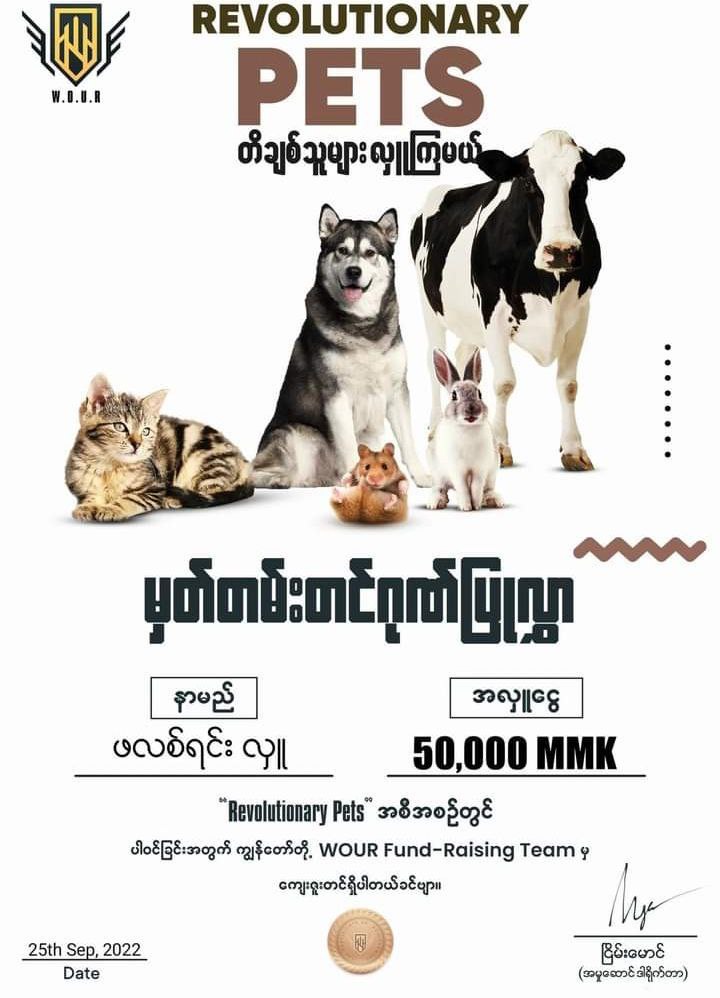 W.O.U.R
REVOLUTIONARY
PETS
တိချစ်သူများလှူကြမယ်
မှတ်တမ်းတင်ဂုဏ်ပြုလွှာ
နာမည်
အလှူငွေ
ဖလစ်ရင်း လှူ
50,000 MMK
"Revolutionary Pets" အစီအစဉ်တွင်
ပါဝင်ခြင်းအတွက် ကျွန်တော်တို့ WOUR Fund-Raising Team မှ
ကျေးဇူးတင်ရှိပါတယ်ခင်ဗျာ။
25th Sep, 2022
Date
ငြိမ်းမောင်
(အမှုဆောင်ဒါရိုက်တာ)